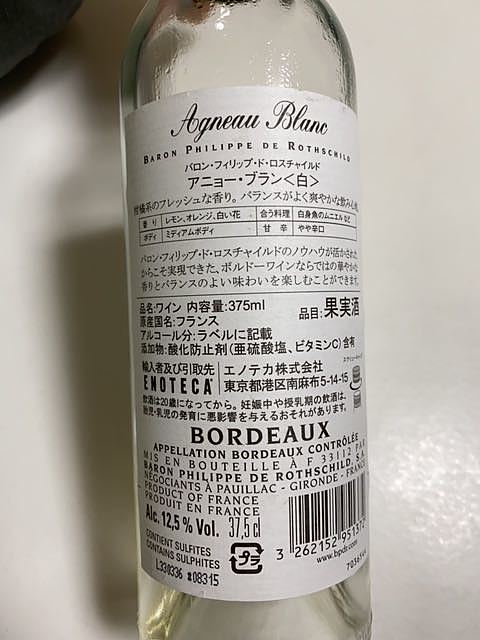 Agneau Blanc
BARON PHILIPPE DE ROTHSCHILD
バロン・フィリップ・ド・ロスチャイルド
アニョー・ブラン<白>
柑橘系のフレッシュな香り。バランスがよく爽やかな飲み心地。
香り レモン、オレンジ、白い花 合う料理 白身魚のムニエル など
ボディ ミディアムボディ 甘辛 やや辛口
バロン・フィリップ・ド・ロスチャイルドのノウハウが活かされた
からこそ実現できた、ボルドーワインならではの華やかな
香りとバランスのよい味わいを楽しむことができます。
品名:ワイン 内容量:375ml 品目:果実酒
原産国名:フランス
アルコール分:ラベルに記載
添加物:酸化防止剤(亜硫酸塩、ビタミンC)含有
輸入者及び引取先 エノテカ株式会社
ENOTECA 東京都港区南麻布5-14-15
飲酒は20歳になってから。妊娠中や授乳期の飲酒は、
胎児・乳児の発育に悪影響を与えるおそれがあります。
BORDEAUX
APPELLATION BORDEAUX CONTRÔLÉE
MIS EN BOUTEILLE À F 33112 PAR
BARON PHILIPPE DE ROTHSCHILD, S.A.
NÉGOCIANTS À PAUILLAC - GIRONDE - FRANCE
PRODUCT OF FRANCE
PRODUIT EN FRANCE
Alc. 12,5 % Vol. 37,5 cl
CONTIENT SULFITES
CONTAINS SULPHITES
L330336 #08315
プラ
3 262152 951372
www.bpdr.com